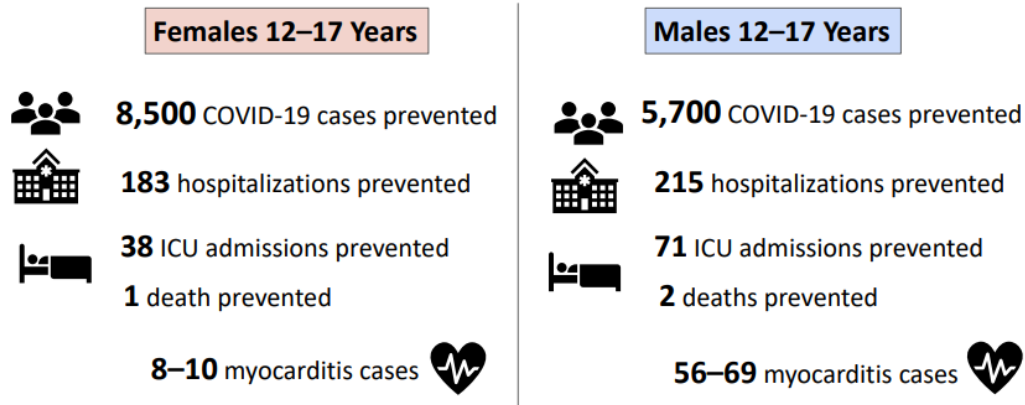 Females 12–17 Years
8,500 COVID-19 cases prevented
183 hospitalizations prevented
38 ICU admissions prevented
1 death prevented
8–10 myocarditis cases
Males 12–17 Years
5,700 COVID-19 cases prevented
215 hospitalizations prevented
71 ICU admissions prevented
2 deaths prevented
56–69 myocarditis cases